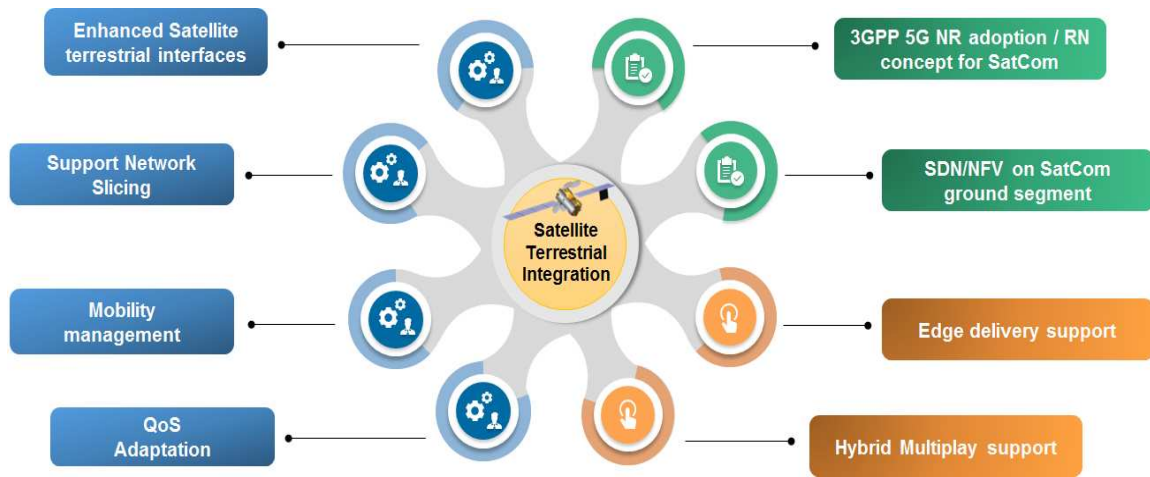 Enhanced Satellite
terrestrial interfaces
Support Network
Slicing
Mobility
management
QoS
Adaptation
Satellite
Terrestrial
Integration
3GPP 5G NR adoption / RN
concept for SatCom
SDN/NFV on SatCom
ground segment
Edge delivery support
Hybrid Multiplay support